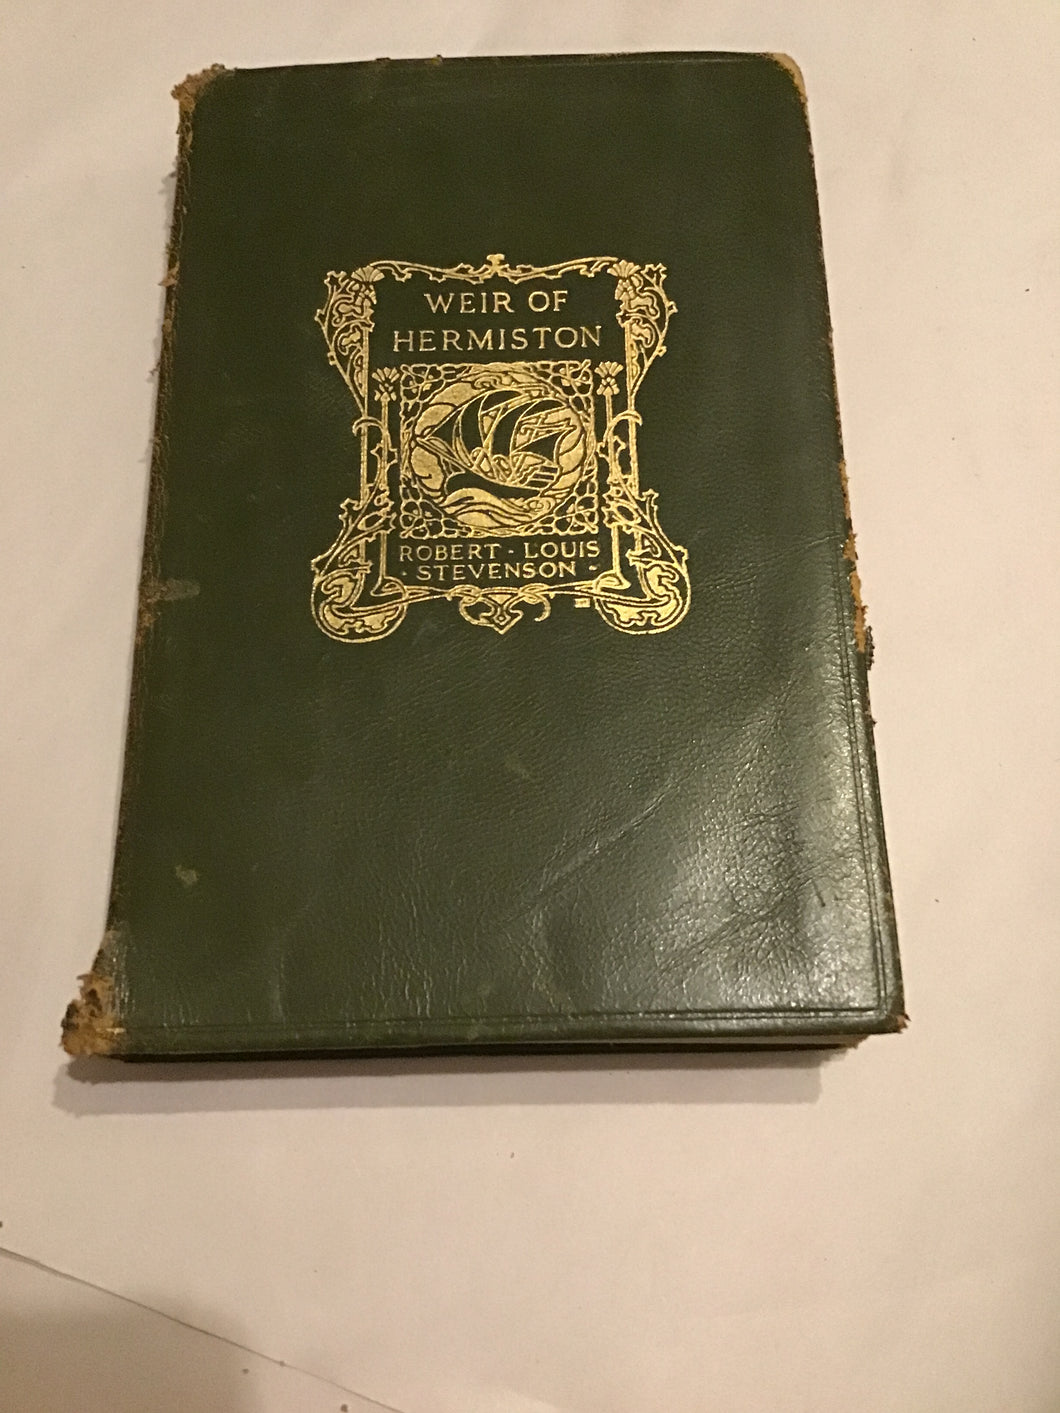 WEIR OF
HERMISTON
ROBERT · LOUIS
· STEVENSON -